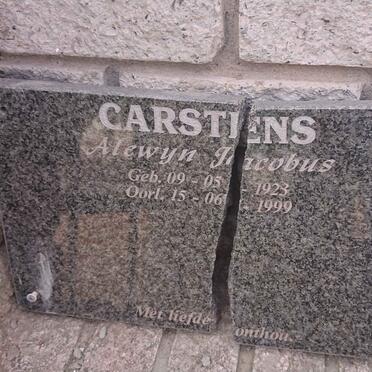 CARSTENS
Alewyn Jacobus
Geb. 09 - 05 - 1923
Oorl. 15 - 06 - 1999
Met liefde onthou.